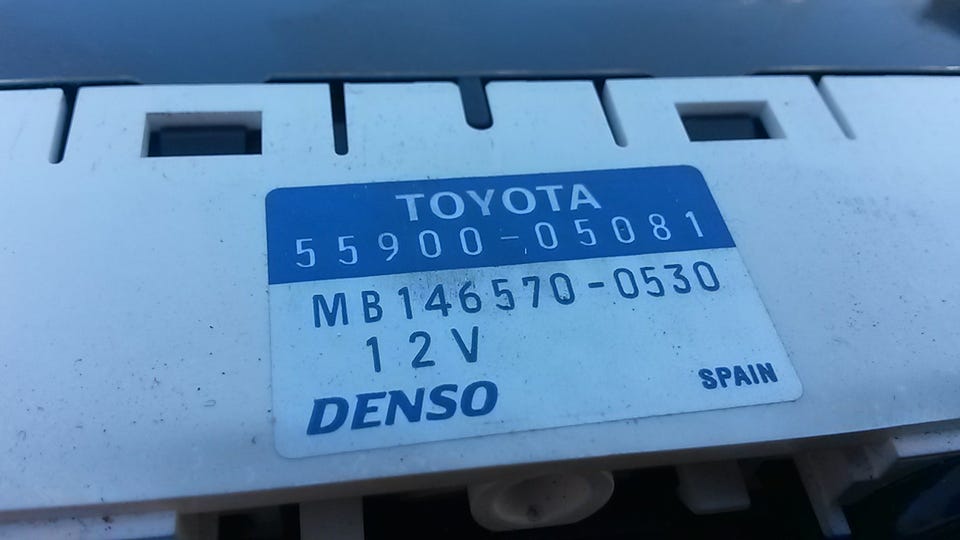 TOYOTA
55900-05081
MB146570-0530
12V
DENSO
SPAIN